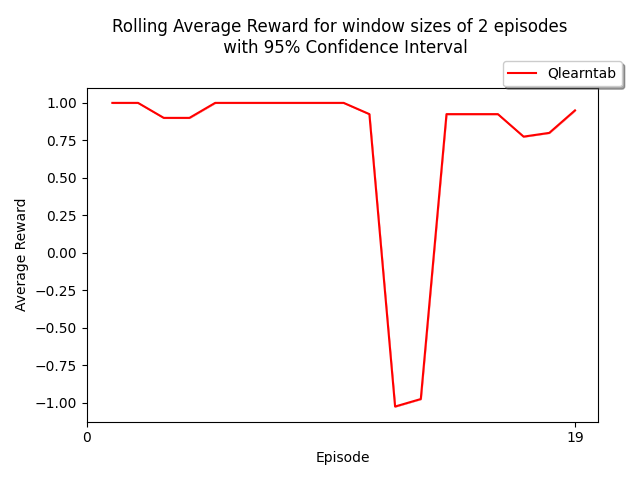 Rolling Average Reward for window sizes of 2 episodes
with 95% Confidence Interval
Qlearntab
1.00
0.75
0.50
0.25
0.00
−0.25
−0.50
−0.75
−1.00
Average Reward
0
19
Episode